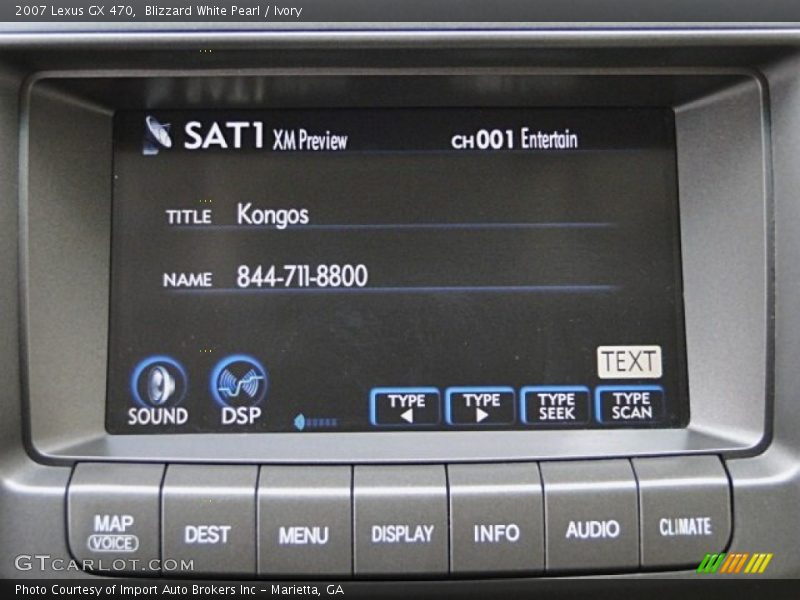 2007 Lexus GX 470, Blizzard White Pearl / Ivory
SAT1 XM Preview CH001 Entertain
TITLE Kongos
NAME 844-711-8800
TEXT
SOUND DSP TYPE TYPE TYPE SEEK TYPE SCAN
MAP VOICE DEST MENU DISPLAY INFO AUDIO CLIMATE
GTCARLOT.COM
Photo Courtesy of Import Auto Brokers Inc - Marietta, GA